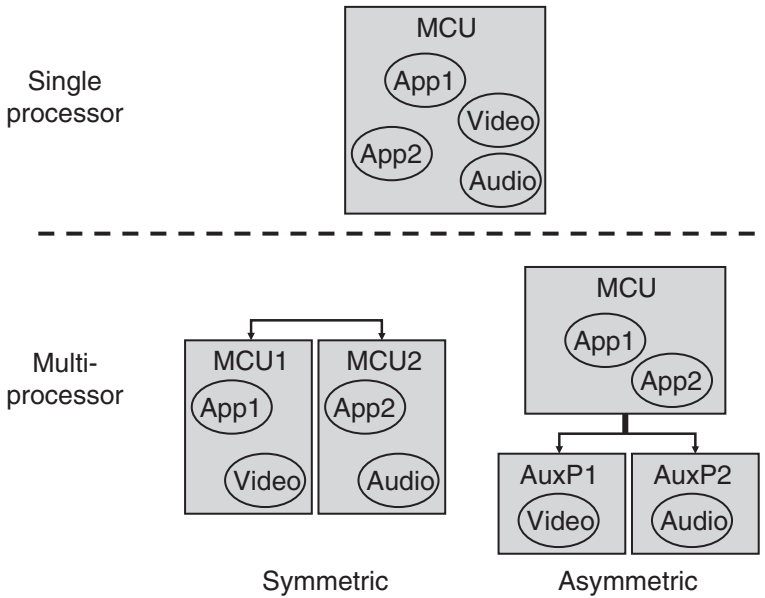 MCU
App1
Video
App2
Audio
Single
processor
MCU
App1
App2
MCU1
App1
Video
MCU2
App2
Audio
Multi-
processor
AuxP1
Video
AuxP2
Audio
Symmetric
Asymmetric